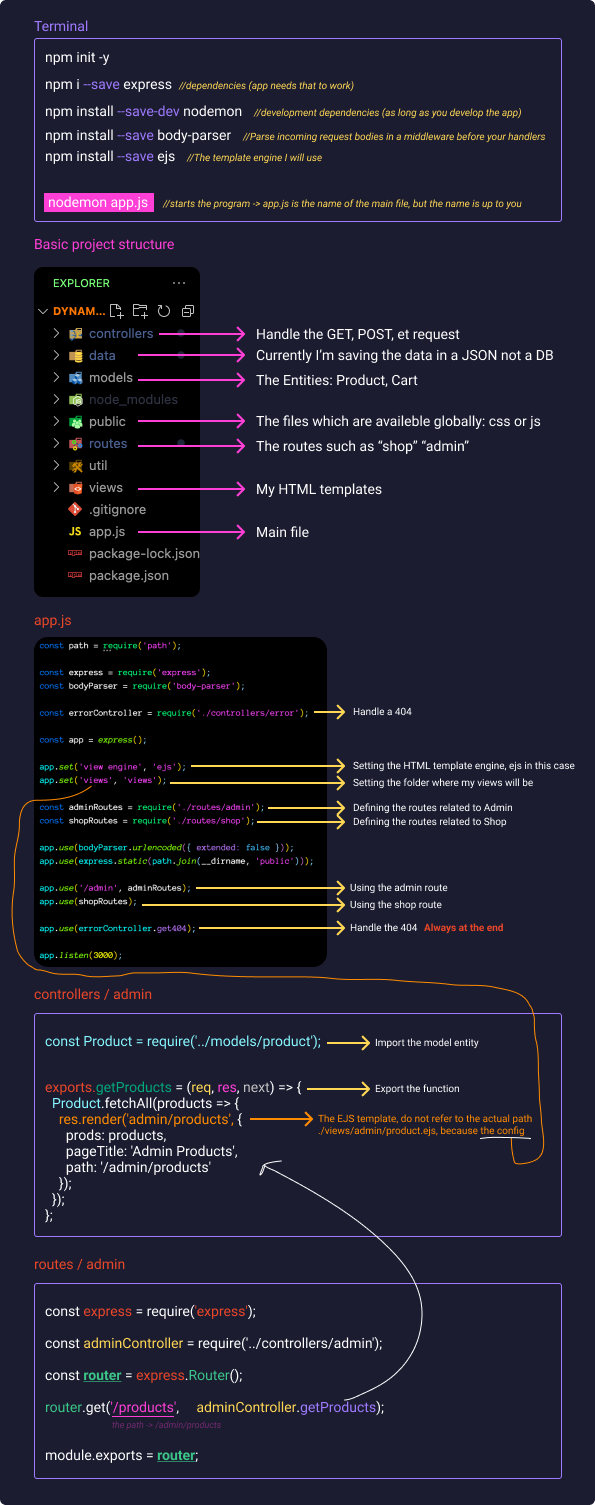 Terminal
npm init -y
npm i --save express //dependencies (app needs that to work)
npm install --save-dev nodemon //development dependencies (as long as you develop the app)
npm install --save body-parser //Parse incoming request bodies in a middleware before your handlers
npm install --save ejs //The template engine I will use
nodemon app.js //starts the program -> app.js is the name of the main file, but the name is up to you
Basic project structure
EXPLORER ...
DYNAM...
controllers Handle the GET, POST, et request
data Currently I'm saving the data in a JSON not a DB
models The Entities: Product, Cart
node_modules
public The files which are availeble globally: css or js
routes The routes such as “shop” “admin”
util
views My HTML templates
.gitignore
JS app.js Main file
package-lock.json
package.json
app.js
const path = require('path');
const express = require('express');
const bodyParser = require('body-parser');
const errorController = require('./controllers/error'); Handle a 404
const app = express();
app.set('view engine', 'ejs'); Setting the HTML template engine, ejs in this case
app.set('views', 'views'); Setting the folder where my views will be
const adminRoutes = require('./routes/admin'); Defining the routes related to Admin
const shopRoutes = require('./routes/shop'); Defining the routes related to Shop
app.use(bodyParser.urlencoded({ extended: false }));
app.use(express.static(path.join(__dirname, 'public')));
app.use('/admin', adminRoutes); Using the admin route
app.use(shopRoutes); Using the shop route
app.use(errorController.get404); Handle the 404 Always at the end
app.listen(3000);
controllers / admin
const Product = require('../models/product'); Import the model entity
exports.getProducts = (req, res, next) => { Export the function
Product.fetchAll(products => {
res.render('admin/products', { The EJS template, do not refer to the actual path
./views/admin/product.ejs, because the config
prods: products,
pageTitle: 'Admin Products',
path: '/admin/products'
});
});
};
routes / admin
const express = require('express');
const adminController = require('../controllers/admin');
const router = express.Router();
router.get('/products', adminController.getProducts);
the path -> /admin/products
module.exports = router;